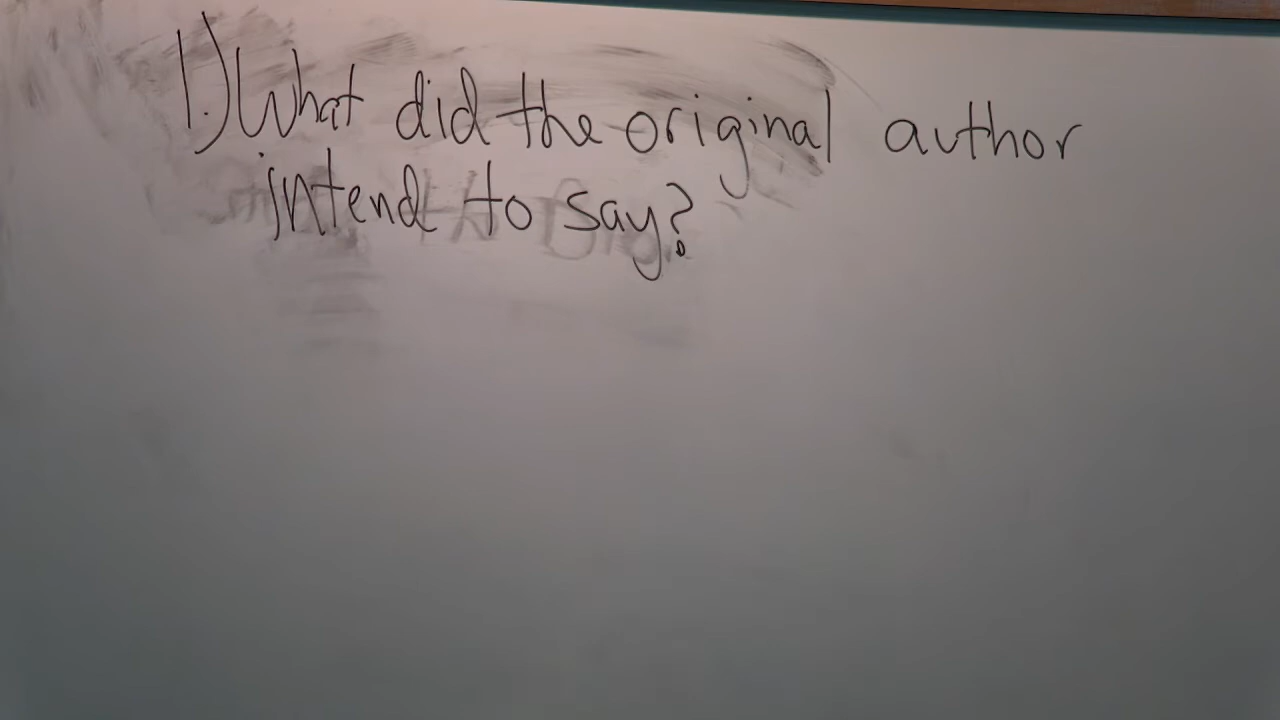 1.) What did the original author
intend to say?